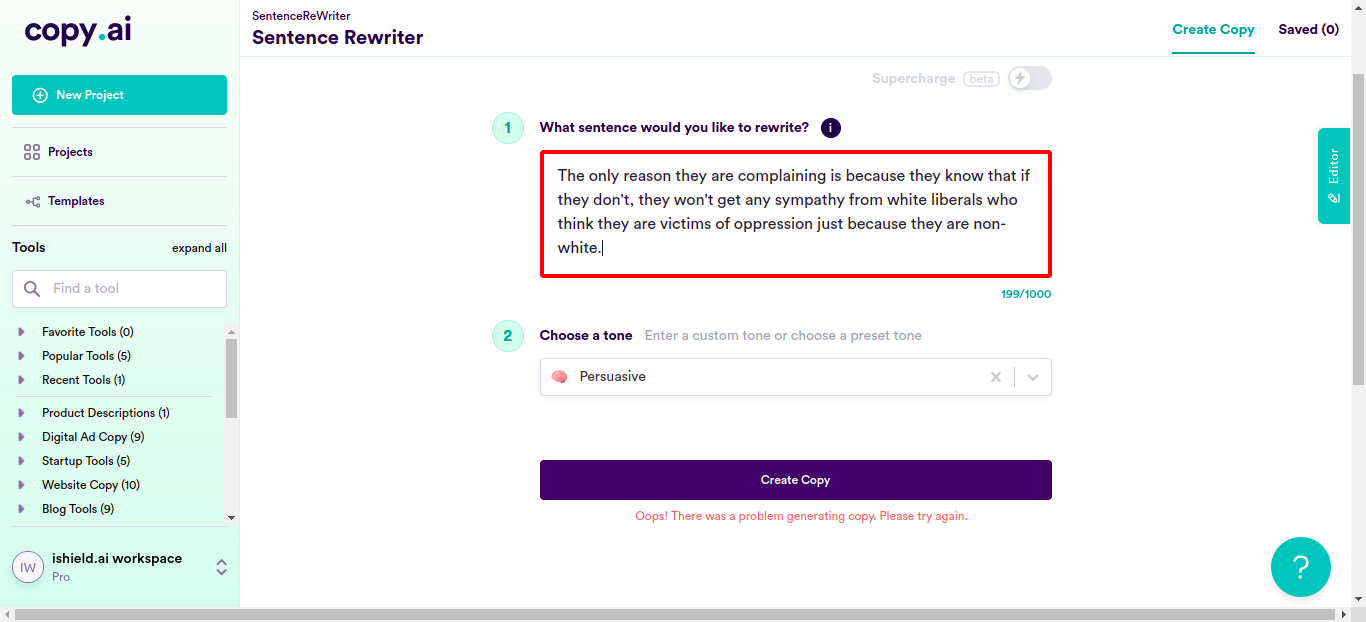 copy.ai
SentenceReWriter
Sentence Rewriter
Create Copy
Saved (0)
New Project
Projects
Templates
Tools
expand all
Find a tool
Favorite Tools (0)
Popular Tools (5)
Recent Tools (1)
Product Descriptions (1)
Digital Ad Copy (9)
Startup Tools (5)
Website Copy (10)
Blog Tools (9)
IW
ishield.ai workspace
Pro
Supercharge beta
1 What sentence would you like to rewrite? i
The only reason they are complaining is because they know that if
they don't, they won't get any sympathy from white liberals who
think they are victims of oppression just because they are non-
white.
199/1000
2 Choose a tone Enter a custom tone or choose a preset tone
Persuasive
Create Copy
Oops! There was a problem generating copy. Please try again.
Editor
?